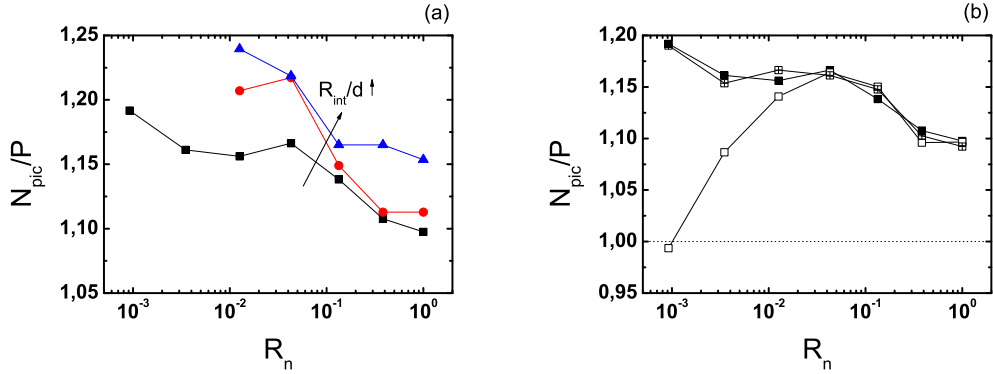 (a)
1,25
1,20
1,15
1,10
1,05
N_pic/P
R_int/d ↑
10^-3
10^-2
10^-1
10^0
R_n
(b)
1,20
1,15
1,10
1,05
1,00
0,95
N_pic/P
10^-3
10^-2
10^-1
10^0
R_n